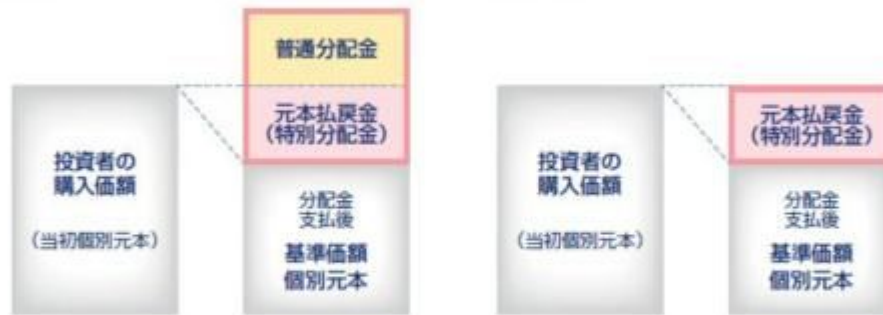 普通分配金
元本払戻金
(特別分配金)
投資者の
購入価額
(当初個別元本)
分配金
支払後
基準価額
個別元本
元本払戻金
(特別分配金)
投資者の
購入価額
(当初個別元本)
分配金
支払後
基準価額
個別元本